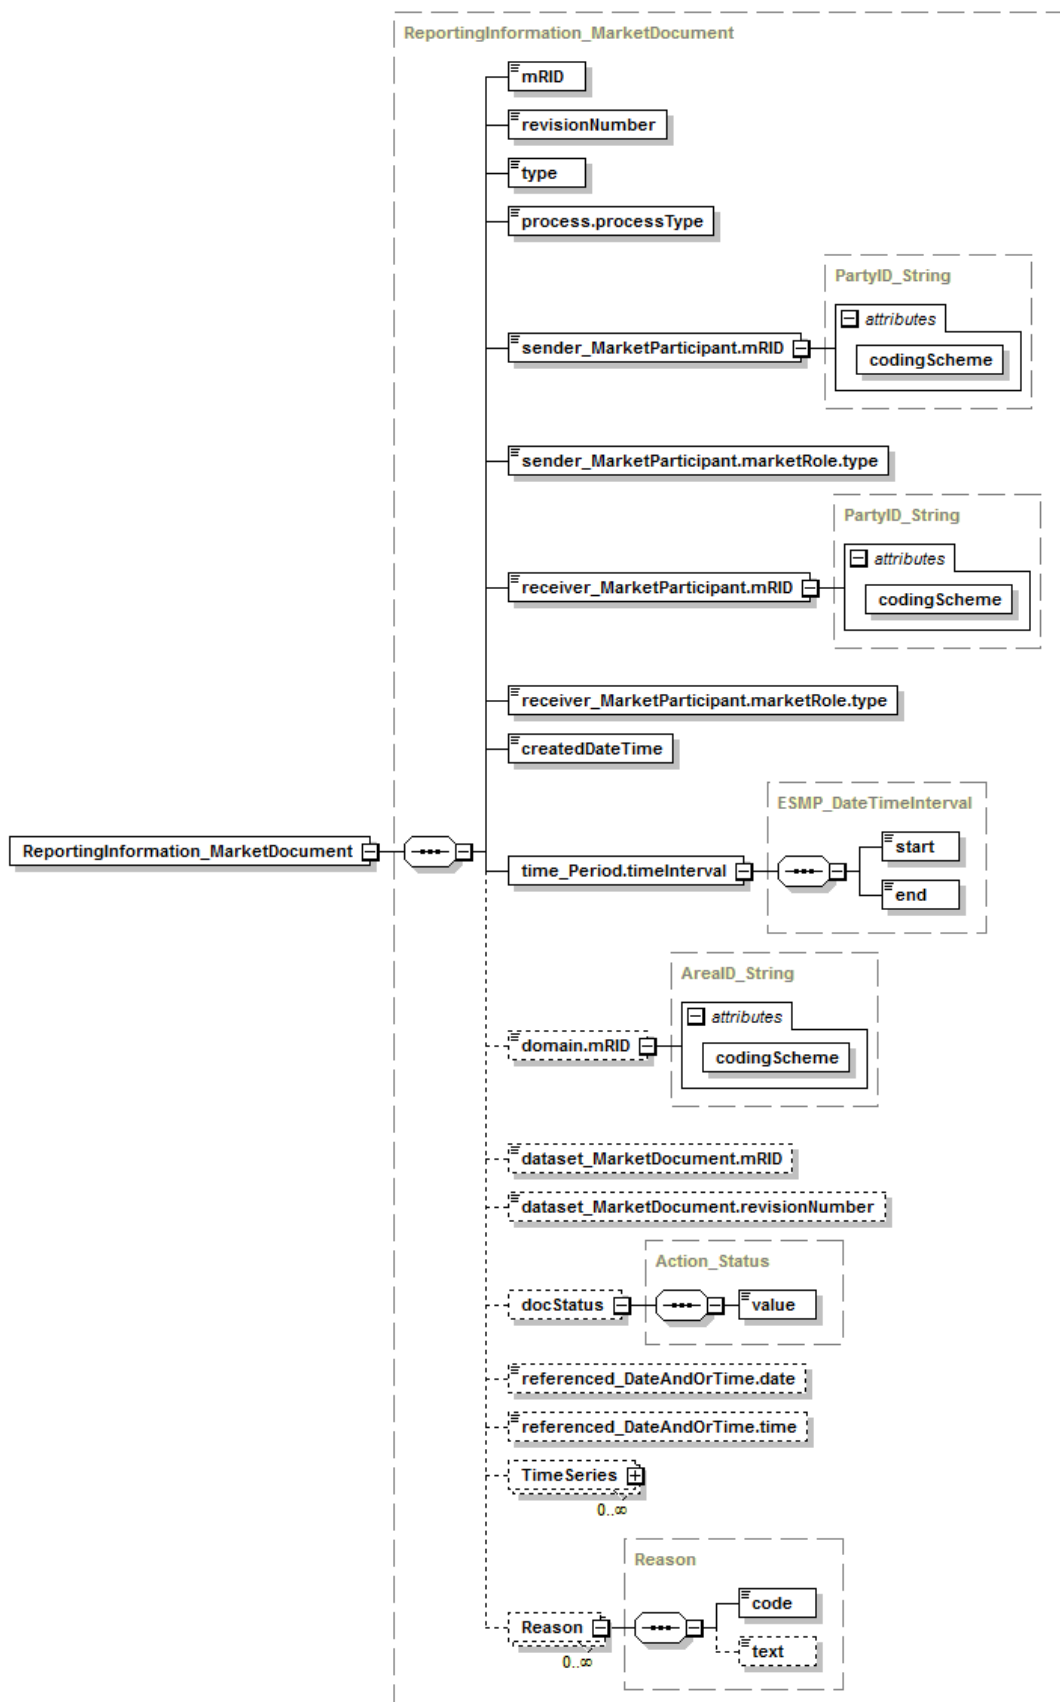 ReportingInformation_MarketDocument
mRID
revisionNumber
type
process.processType
PartyID_String
attributes
sender_MarketParticipant.mRID
codingScheme
sender_MarketParticipant.marketRole.type
PartyID_String
attributes
receiver_MarketParticipant.mRID
codingScheme
receiver_MarketParticipant.marketRole.type
createdDateTime
ESMP_DateTimeInterval
start
ReportingInformation_MarketDocument
time_Period.timeInterval
end
AreaID_String
attributes
domain.mRID
codingScheme
dataset_MarketDocument.mRID
dataset_MarketDocument.revisionNumber
Action_Status
docStatus
value
referenced_DateAndOrTime.date
referenced_DateAndOrTime.time
TimeSeries
0..∞
Reason
code
Reason
text
0..∞